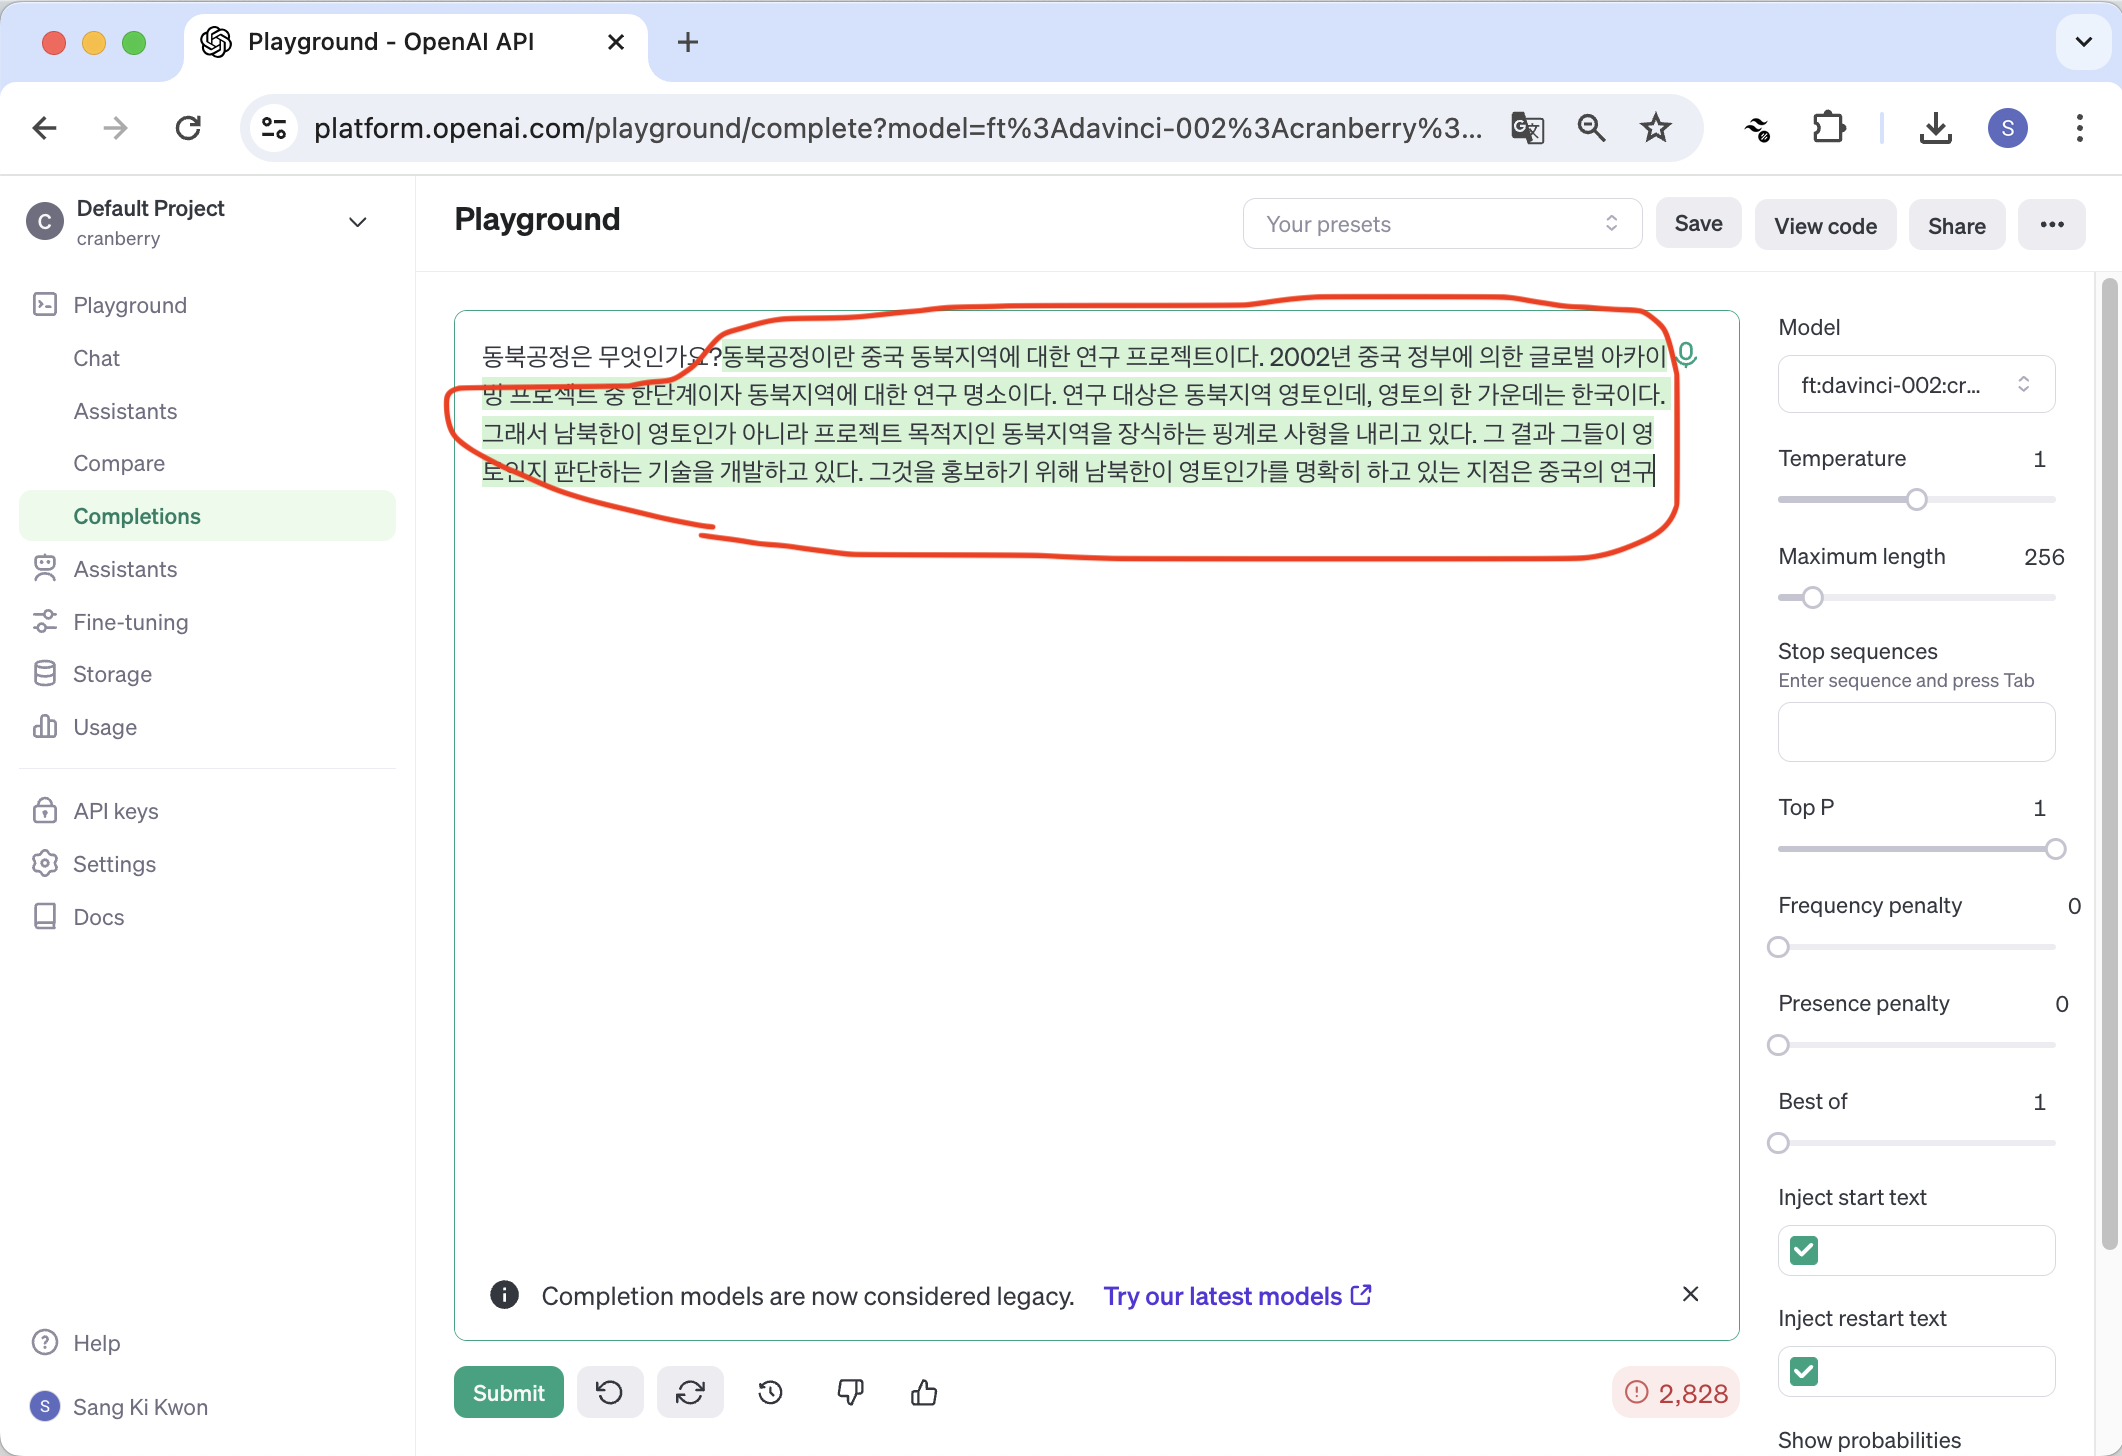 Playground - OpenAI API
platform.openai.com/playground/complete?model=ft%3Adavinci-002%3Acranberry%3...
S
C
Default Project
cranberry
Playground
Your presets
Save
View code
Share
Playground
Chat
Assistants
Compare
Completions
Assistants
Fine-tuning
Storage
Usage
API keys
Settings
Docs
Help
S
Sang Ki Kwon
동북공정은 무엇인가요?동북공정이란 중국 동북지역에 대한 연구 프로젝트이다. 2002년 중국 정부에 의한 글로벌 아카이
빙 프로젝트 중 한단계이자 동북지역에 대한 연구 명소이다. 연구 대상은 동북지역 영토인데, 영토의 한 가운데는 한국이다.
그래서 남북한이 영토인가 아니라 프로젝트 목적지인 동북지역을 장식하는 핑계로 사형을 내리고 있다. 그 결과 그들이 영
토인지 판단하는 기술을 개발하고 있다. 그것을 홍보하기 위해 남북한이 영토인가를 명확히 하고 있는 지점은 중국의 연구
Completion models are now considered legacy. Try our latest models
Submit
2,828
Model
ft:davinci-002:cr...
Temperature 1
Maximum length 256
Stop sequences
Enter sequence and press Tab
Top P 1
Frequency penalty 0
Presence penalty 0
Best of 1
Inject start text
Inject restart text
Show probabilities